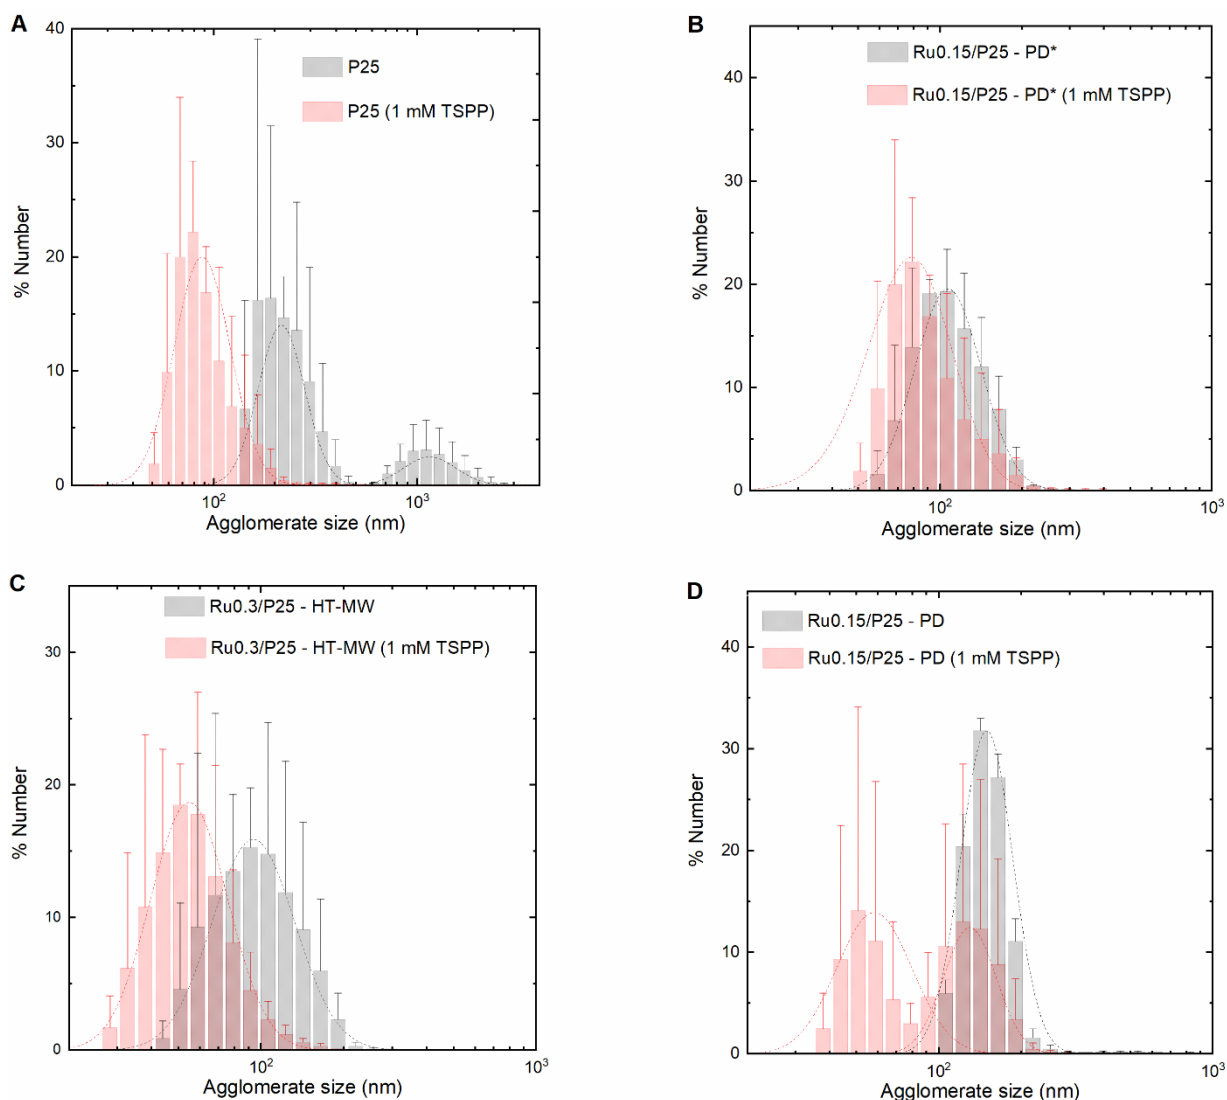 A
40
30
20
10
0
% Number
P25
P25 (1 mM TSPP)
10²
10³
Agglomerate size (nm)
B
40
30
20
10
0
% Number
Ru0.15/P25 - PD*
Ru0.15/P25 - PD* (1 mM TSPP)
10²
10³
Agglomerate size (nm)
C
30
20
10
0
% Number
Ru0.3/P25 - HT-MW
Ru0.3/P25 - HT-MW (1 mM TSPP)
10²
10³
Agglomerate size (nm)
D
40
30
20
10
0
% Number
Ru0.15/P25 - PD
Ru0.15/P25 - PD (1 mM TSPP)
10²
10³
Agglomerate size (nm)